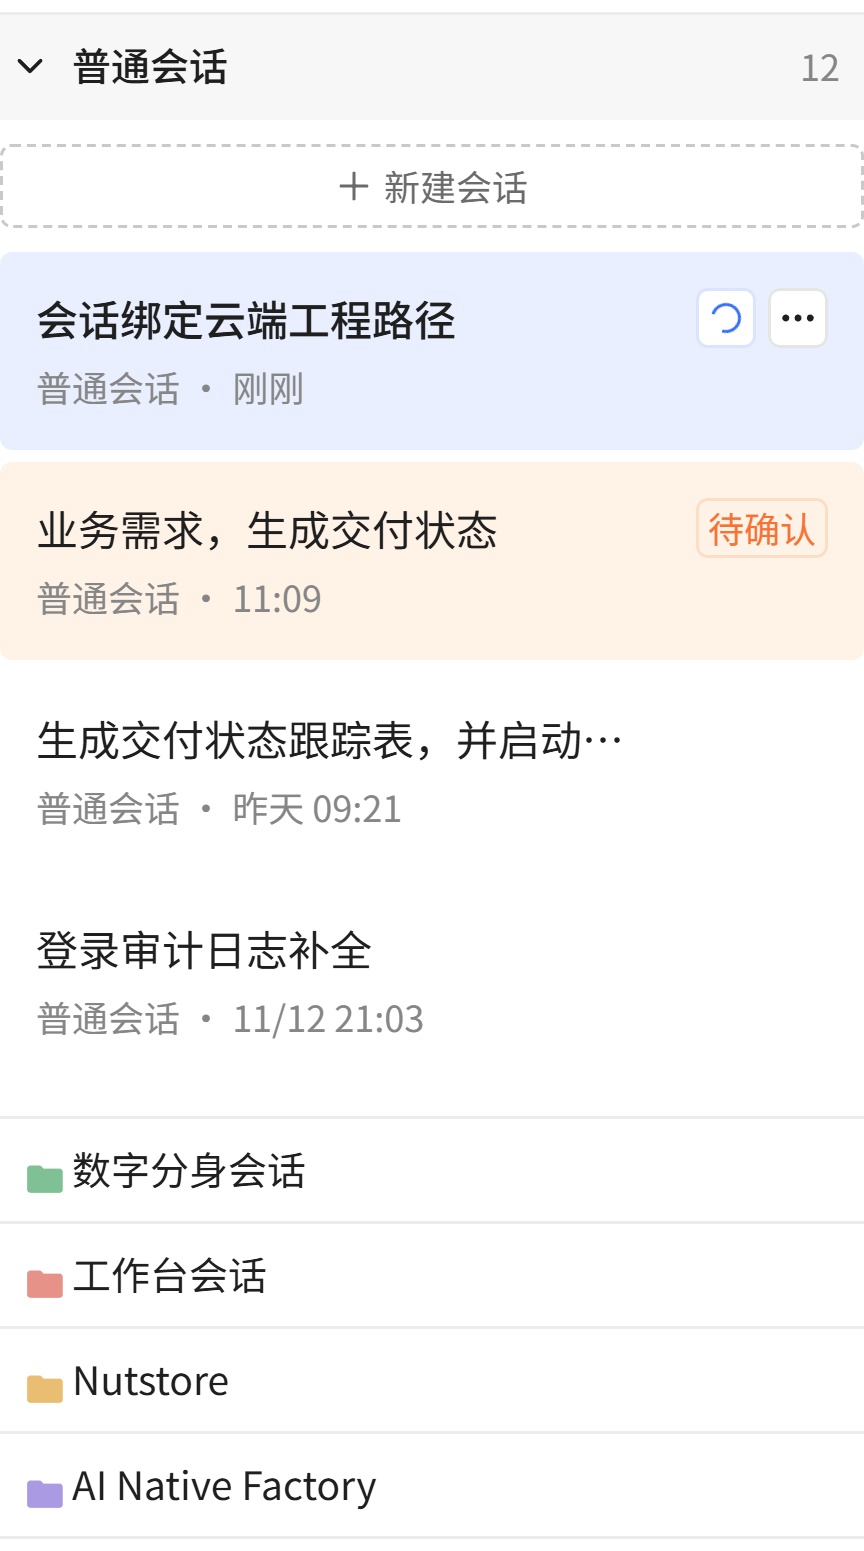 普通会话 12
+ 新建会话
会话绑定云端工程路径
普通会话 · 刚刚
业务需求，生成交付状态 待确认
普通会话 · 11:09
生成交付状态跟踪表，并启动…
普通会话 · 昨天 09:21
登录审计日志补全
普通会话 · 11/12 21:03
数字分身会话
工作台会话
Nutstore
AI Native Factory